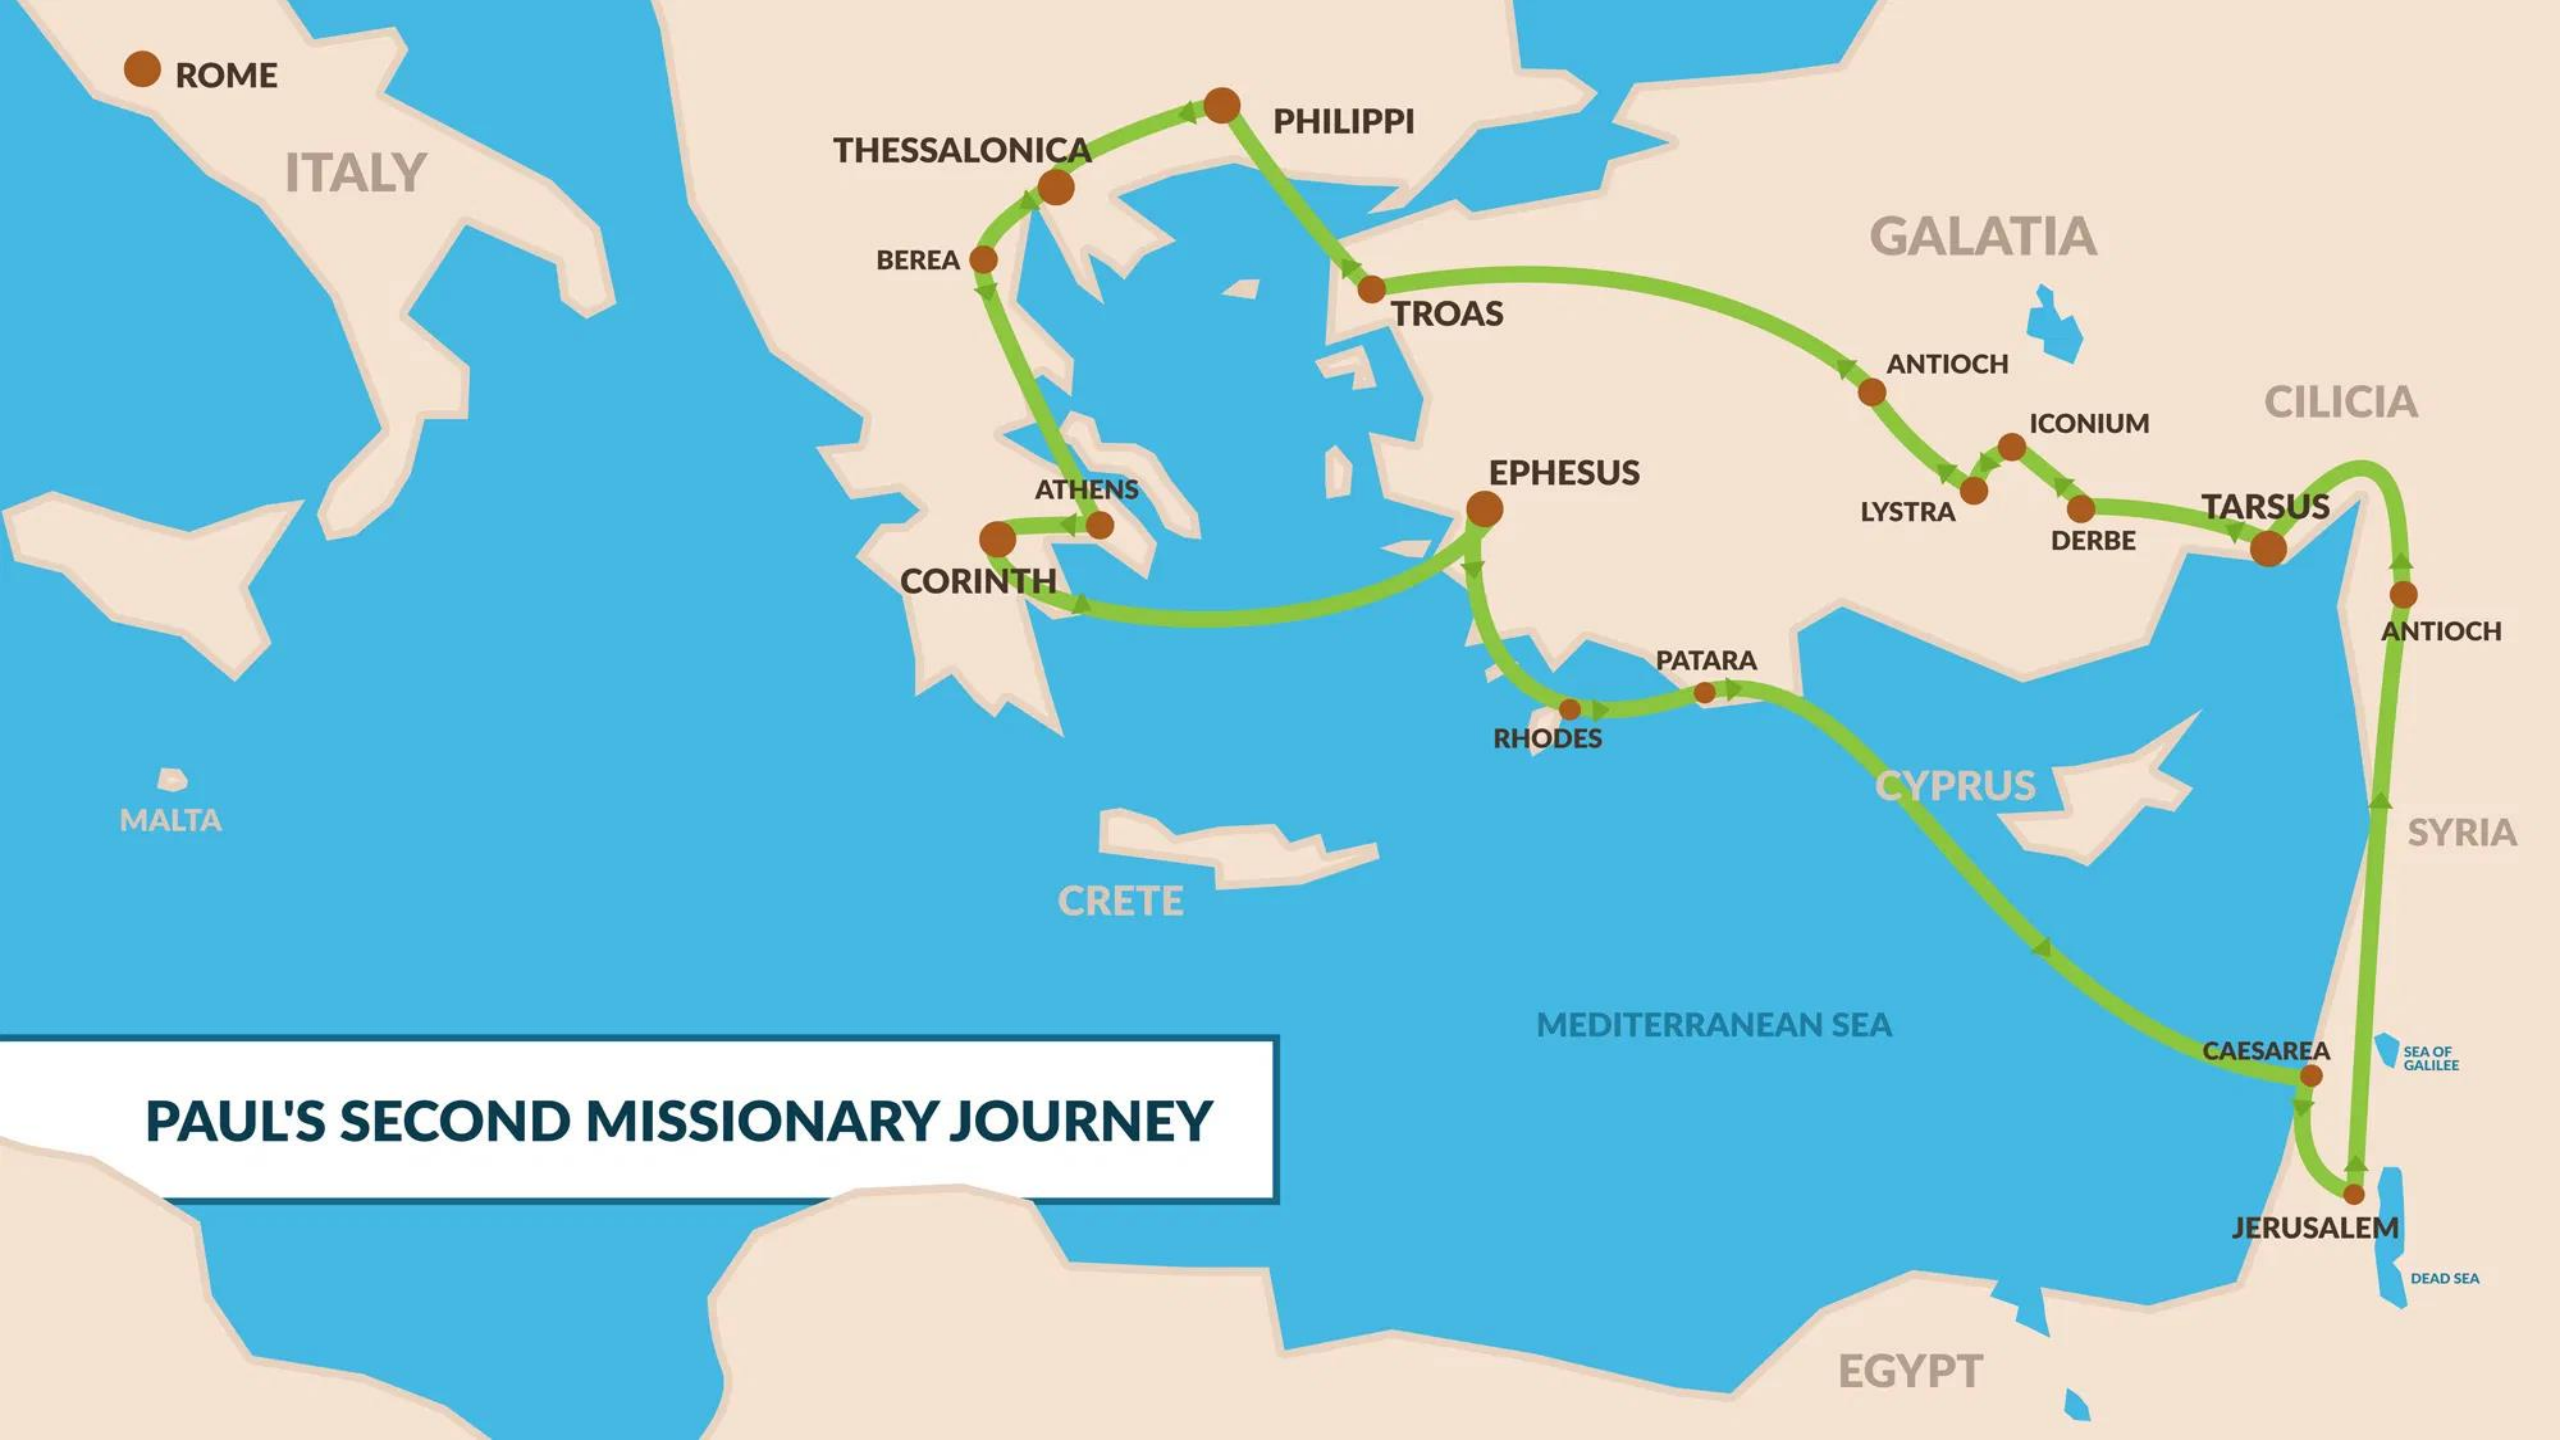 ROME
PHILIPPI
THESSALONICA
ITALY
GALATIA
BEREA
TROAS
ANTIOCH
CILICIA
ICONIUM
EPHESUS
ATHENS
LYSTRA
TARSUS
DERBE
CORINTH
ANTIOCH
PATARA
RHODES
CYPRUS
MALTA
SYRIA
CRETE
MEDITERRANEAN SEA
CAESAREA
SEA OF
GALILEE
PAUL'S SECOND MISSIONARY JOURNEY
JERUSALEM
DEAD SEA
EGYPT